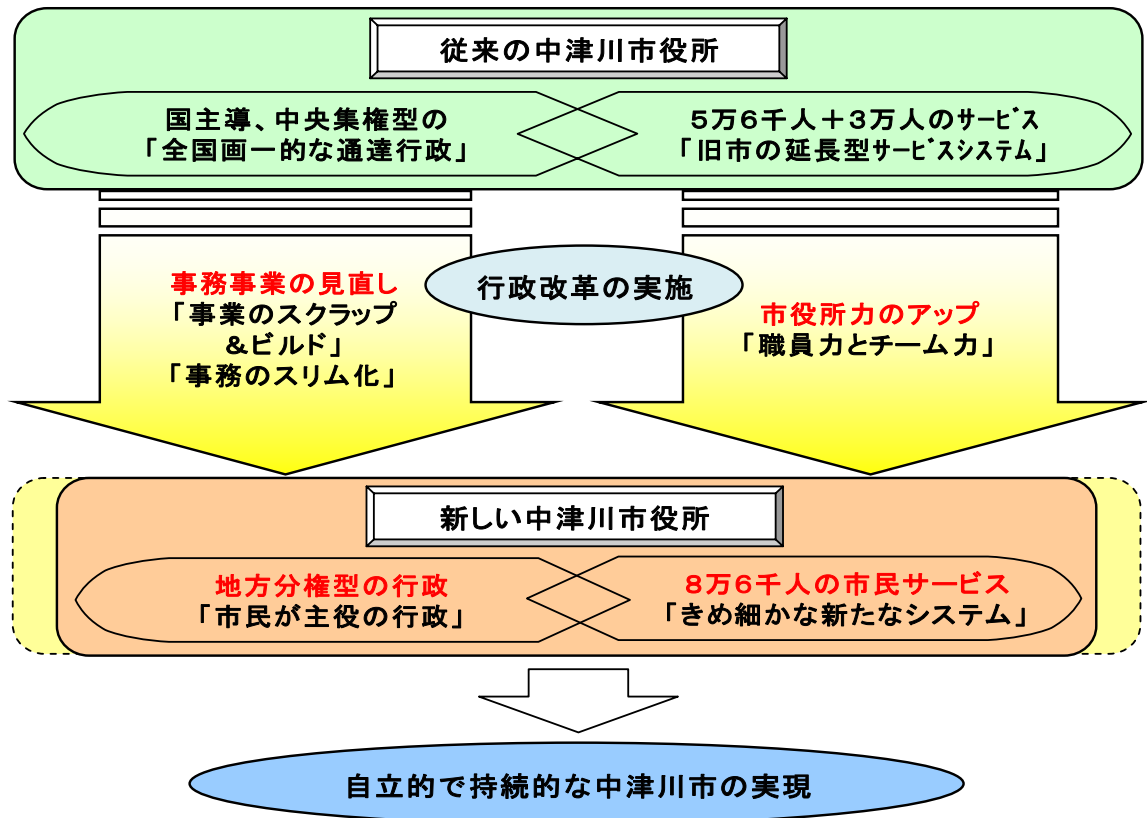 従来の中津川市役所
国主導、中央集権型の
「全国画一的な通達行政」
5万6千人＋3万人のｻｰﾋﾞｽ
「旧市の延長型ｻｰﾋﾞｽｼｽﾃﾑ」
行政改革の実施
事務事業の見直し
「事業のスクラップ
＆ビルド」
「事務のスリム化」
市役所力のアップ
「職員力とチーム力」
新しい中津川市役所
地方分権型の行政
「市民が主役の行政」
8万6千人の市民サービス
「きめ細かな新たなシステム」
自立的で持続的な中津川市の実現